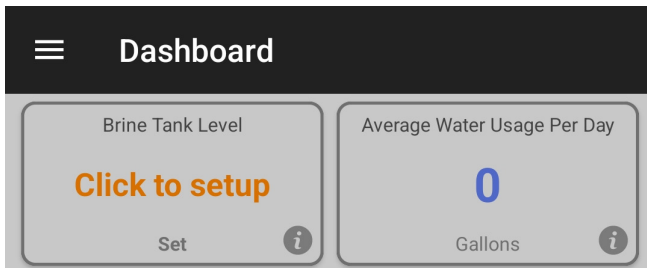 Dashboard
Brine Tank Level
Click to setup
Set
Average Water Usage Per Day
0
Gallons